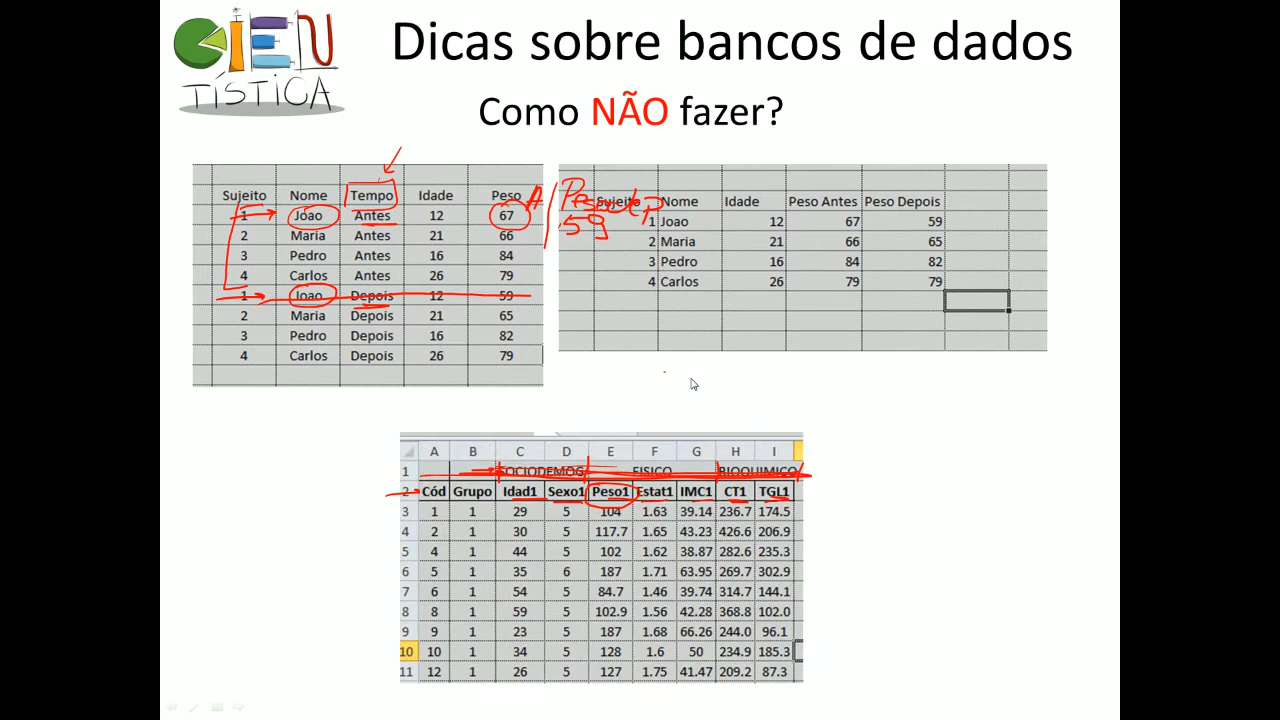 CIEN
TÍSTICA
Dicas sobre bancos de dados
Como NÃO fazer?
Sujeito Nome Tempo Idade Peso
1 Joao Antes 12 67
2 Maria Antes 21 66
3 Pedro Antes 16 84
4 Carlos Antes 26 79
1 Joao Depois 12 59
2 Maria Depois 21 65
3 Pedro Depois 16 82
4 Carlos Depois 26 79
A
59
Sujeito Nome Idade Peso Antes Peso Depois
1 Joao 12 67 59
2 Maria 21 66 65
3 Pedro 16 84 82
4 Carlos 26 79 79
A B C D E F G H I
1 SOCIODEMOG FISICO BIOQUIMICO
2 Cód Grupo Idad1 Sexo1 Peso1 Estat1 IMC1 CT1 TGL1
3 1 1 29 5 104 1.63 39.14 236.7 174.5
4 2 1 30 5 117.7 1.65 43.23 426.6 206.9
5 4 1 44 5 102 1.62 38.87 282.6 235.3
6 5 1 35 6 187 1.71 63.95 269.7 302.9
7 6 1 54 5 84.7 1.46 39.74 314.7 144.1
8 8 1 59 5 102.9 1.56 42.28 368.8 102.0
9 9 1 23 5 187 1.68 66.26 244.0 96.1
10 10 1 34 5 128 1.6 50 234.9 185.3
11 12 1 26 5 127 1.75 41.47 209.2 87.3